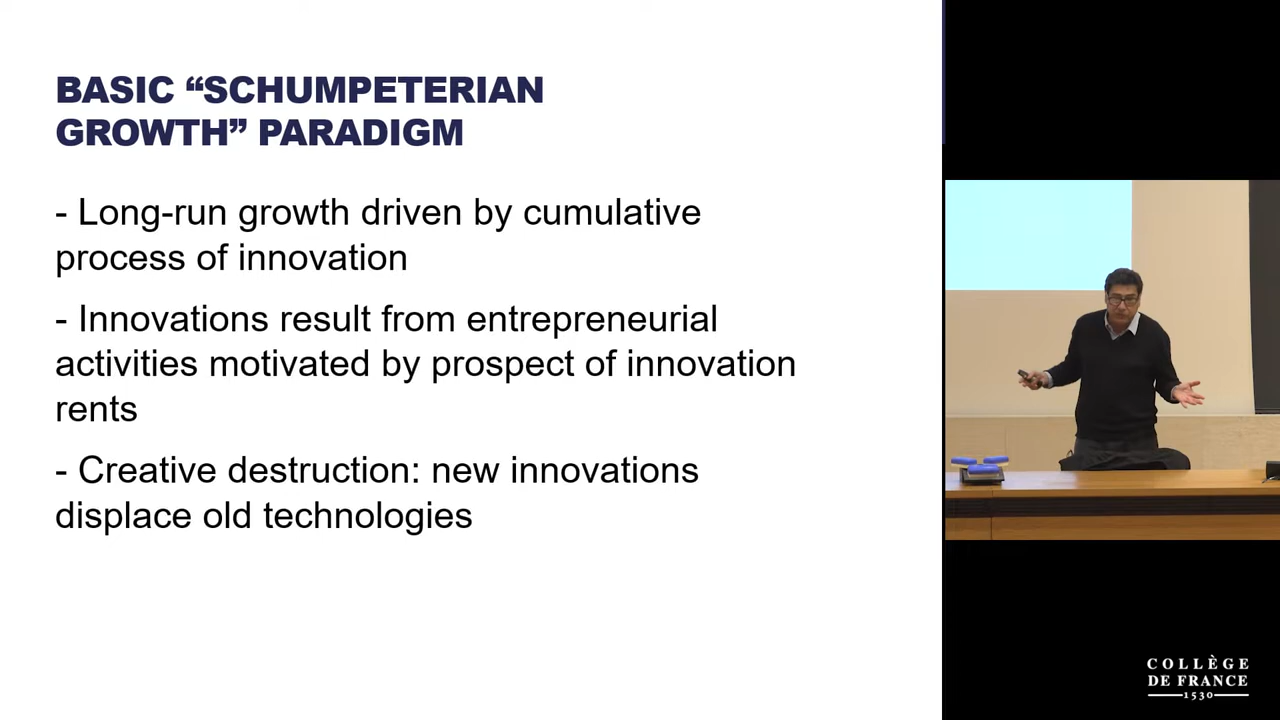 BASIC “SCHUMPETERIAN
GROWTH” PARADIGM
- Long-run growth driven by cumulative
process of innovation
- Innovations result from entrepreneurial
activities motivated by prospect of innovation
rents
- Creative destruction: new innovations
displace old technologies
COLLÈGE
DE FRANCE
1530